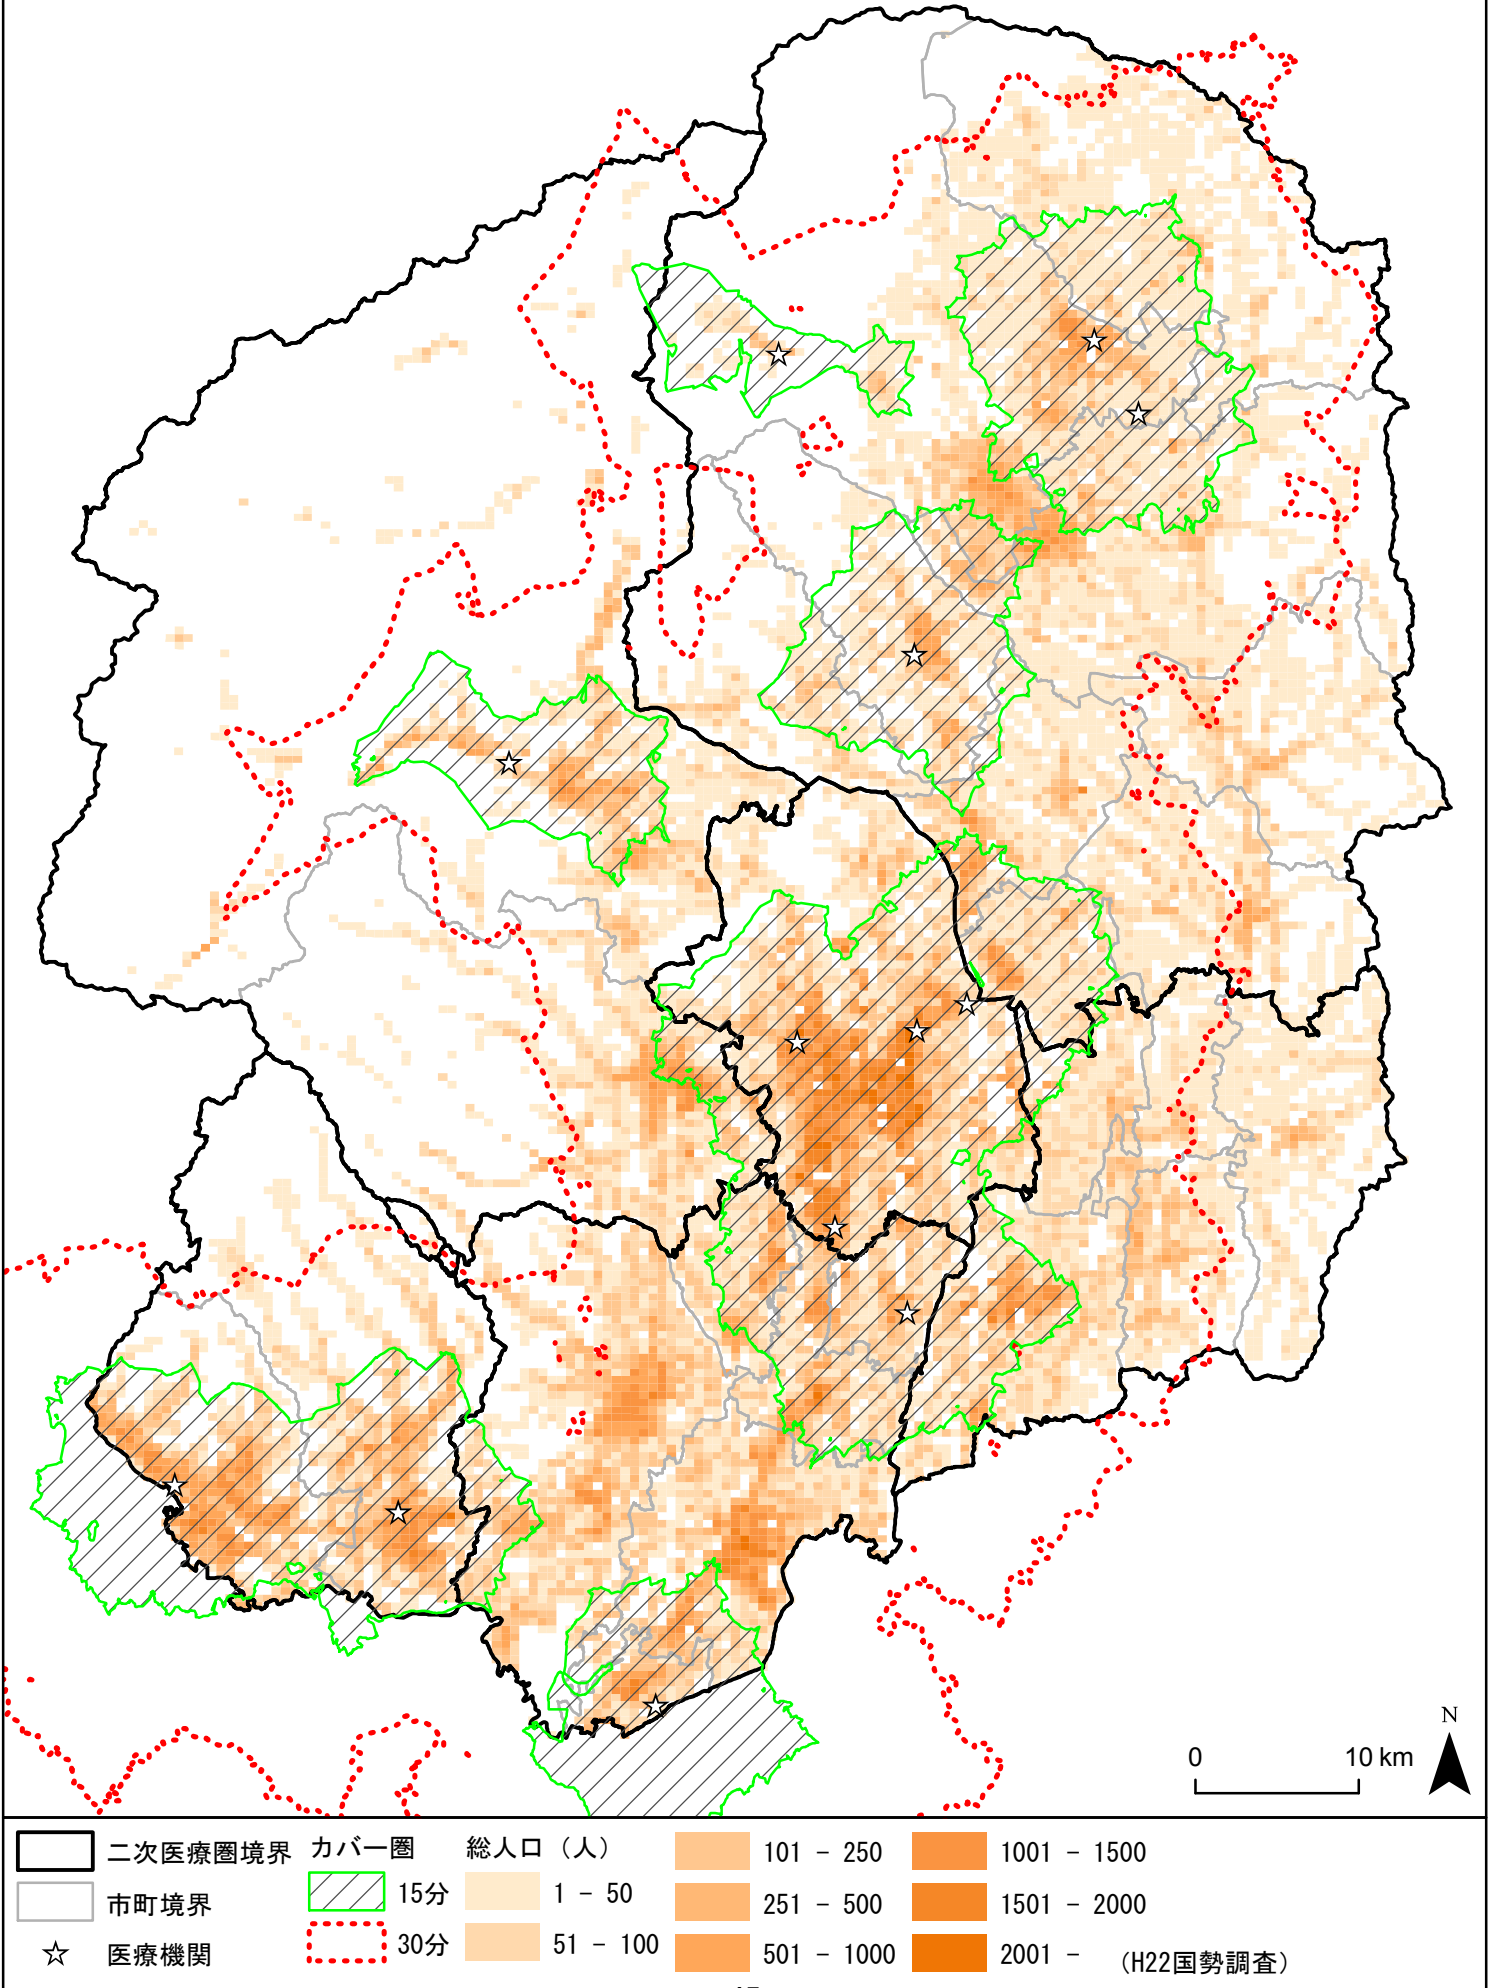 N
0 10 km
二次医療圏境界
市町境界
医療機関
カバー圏
15分
30分
総人口（人）
1 - 50
51 - 100
101 - 250
251 - 500
501 - 1000
1001 - 1500
1501 - 2000
2001 -
（H22国勢調査）